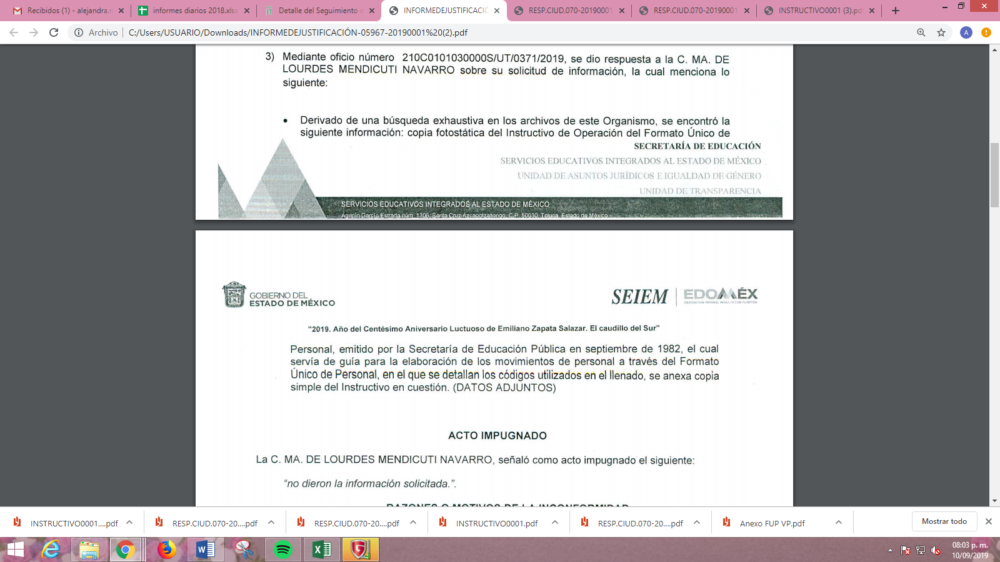 Recibidos (1) - alejandra.n
informes diarios 2018.xlsx
Detalle del Seguimiento d
INFORMEDEJUSTIFICACIÓ
RESP.CIUD.070-20190001
RESP.CIUD.070-20190001
INSTRUCTIVO0001 (3).pd
Archivo
C:/Users/USUARIO/Downloads/INFORMEDEJUSTIFICACIÓN-05967-20190001%20(2).pdf
A
3) Mediante oficio número 210C0101030000S/UT/0371/2019, se dio respuesta a la C. MA. DE
LOURDES MENDICUTI NAVARRO sobre su solicitud de información, la cual menciona lo
siguiente:
• Derivado de una búsqueda exhaustiva en los archivos de este Organismo, se encontró la
siguiente información: copia fotostática del Instructivo de Operación del Formato Único de
SECRETARÍA DE EDUCACIÓN
SERVICIOS EDUCATIVOS INTEGRADOS AL ESTADO DE MÉXICO
UNIDAD DE ASUNTOS JURÍDICOS E IGUALDAD DE GÉNERO
UNIDAD DE TRANSPARENCIA
SERVICIOS EDUCATIVOS INTEGRADOS AL ESTADO DE MÉXICO
Agripín García Estrada núm. 1306, Santa Cruz Azcapotzaltongo, C.P. 50030, Toluca, Estado de México
GOBIERNO DEL
ESTADO DE MÉXICO
SEIEM
EDOMÉX
"2019. Año del Centésimo Aniversario Luctuoso de Emiliano Zapata Salazar. El caudillo del Sur"
Personal, emitido por la Secretaría de Educación Pública en septiembre de 1982, el cual
servía de guía para la elaboración de los movimientos de personal a través del Formato
Único de Personal, en el que se detallan los códigos utilizados en el llenado, se anexa copia
simple del Instructivo en cuestión. (DATOS ADJUNTOS)
ACTO IMPUGNADO
La C. MA. DE LOURDES MENDICUTI NAVARRO, señaló como acto impugnado el siguiente:
“no dieron la información solicitada.”.
RAZONES O MOTIVOS DE LA INCONFORMIDAD
INSTRUCTIVO0001....pdf
RESP.CIUD.070-20....pdf
RESP.CIUD.070-20....pdf
INSTRUCTIVO0001.pdf
RESP.CIUD.070-20....pdf
Anexo FUP VP.pdf
Mostrar todo
08:03 p. m.
10/09/2019